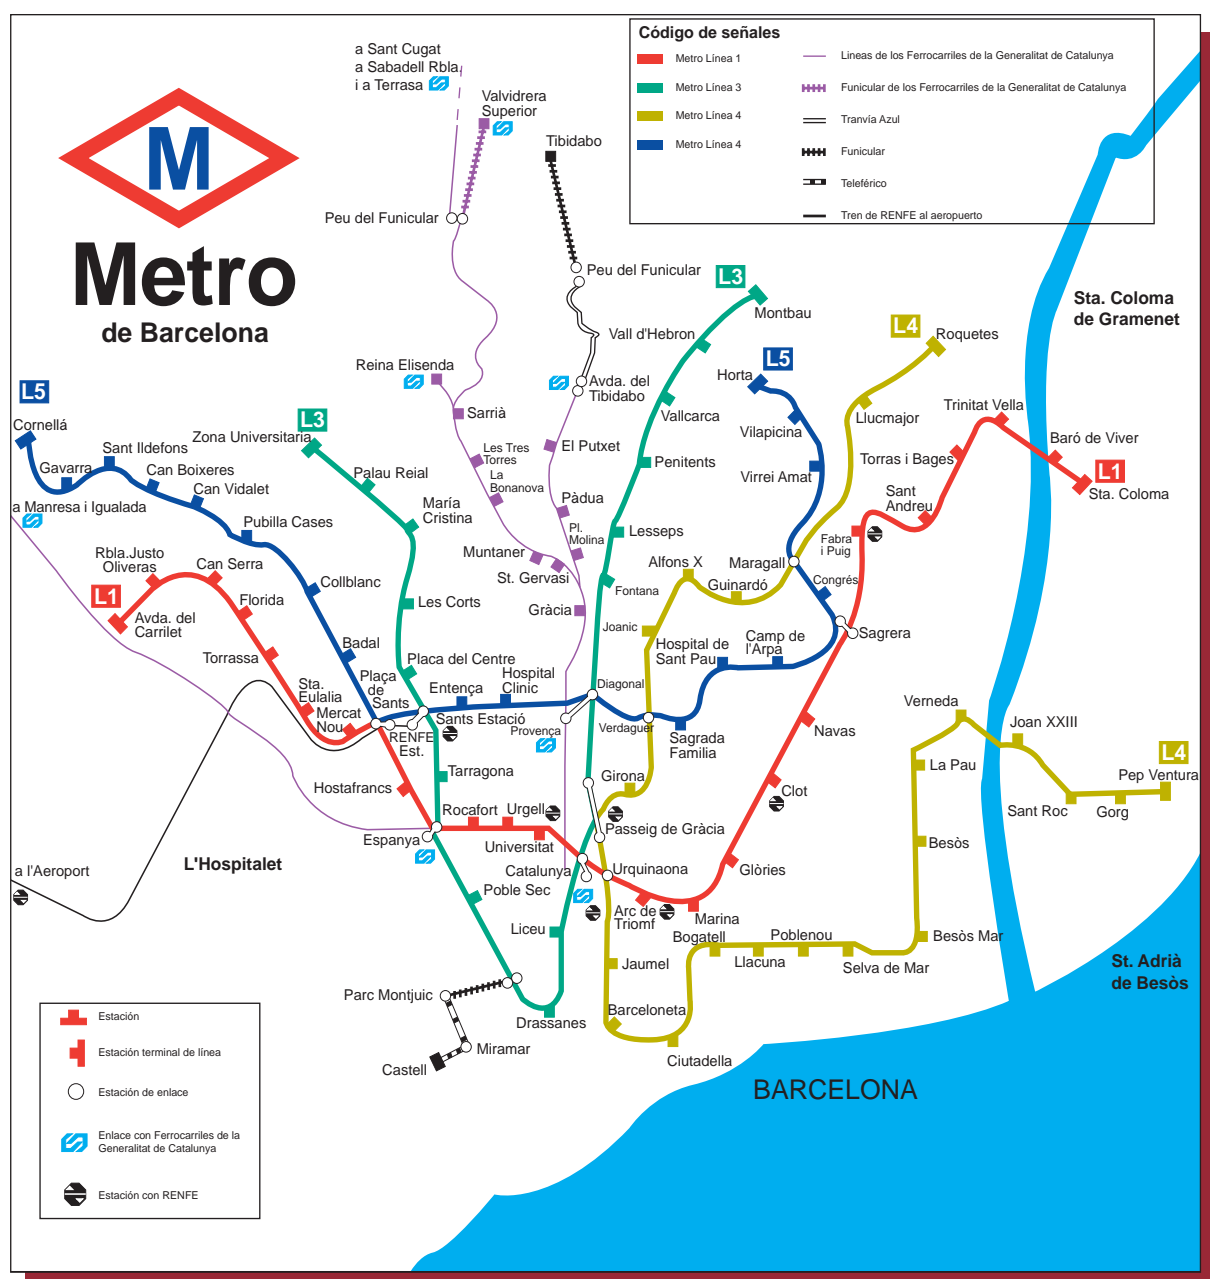 Código de señales
Metro Línea 1
Metro Línea 3
Metro Línea 4
Metro Línea 4
Lineas de los Ferrocarriles de la Generalitat de Catalunya
Funicular de los Ferrocarriles de la Generalitat de Catalunya
Tranvía Azul
Funicular
Teleférico
Tren de RENFE al aeropuerto
M
Metro
de Barcelona
a Sant Cugat
a Sabadell Rbla
i a Terrasa
Valvidrera
Superior
Tibidabo
Peu del Funicular
Peu del Funicular
L3
Montbau
Vall d'Hebron
L4
Roquetes
Sta. Coloma
de Gramenet
Reina Elisenda
Avda. del
Tibidabo
L5
Horta
L5
Cornellá
L3
Zona Universitaria
Sarrià
Vallcarca
Vilapicina
Llucmajor
Trinitat Vella
Baró de Viver
Sant Ildefons
Gavarra
Can Boixeres
Can Vidalet
a Manresa i Igualada
Pubilla Cases
Palau Reial
María
Cristina
Les Tres
Torres
La
Bonanova
El Putxet
Penitents
Virrei Amat
Torras i Bages
L1
Sta. Coloma
Sant
Andreu
Pàdua
Pl.
Molina
Lesseps
Fabra
i Puig
Rbla.Justo
Oliveras
Can Serra
Collblanc
Muntaner
St. Gervasi
Alfons X
Maragall
Guinardó
Congrés
Fontana
L1
Avda. del
Carrilet
Florida
Les Corts
Gràcia
Joanic
Sagrera
Torrassa
Badal
Placa del Centre
Hospital de
Sant Pau
Camp de
l'Arpa
Sta.
Eulalia
Mercat
Nou
Plaça
de
Sants
Entença
Hospital
Clinic
Diagonal
Sants Estació
RENFE
Est.
Provença
Verdaguer
Sagrada
Familia
Navas
Verneda
Joan XXIII
L4
Pep Ventura
La Pau
Sant Roc
Gorg
Hostafrancs
Tarragona
Girona
Clot
Rocafort
Urgell
Espanya
Universitat
Passeig de Gràcia
Besòs
L'Hospitalet
a l'Aeroport
Catalunya
Urquinaona
Glòries
Poble Sec
Arc de
Triomf
Marina
Liceu
Bogatell
Poblenou
Besòs Mar
Jaumel
Llacuna
Selva de Mar
St. Adrià
de Besòs
Parc Montjuic
Drassanes
Barceloneta
Miramar
Castell
Ciutadella
BARCELONA
Estación
Estación terminal de línea
Estación de enlace
Enlace con Ferrocarriles de la
Generalitat de Catalunya
Estación con RENFE